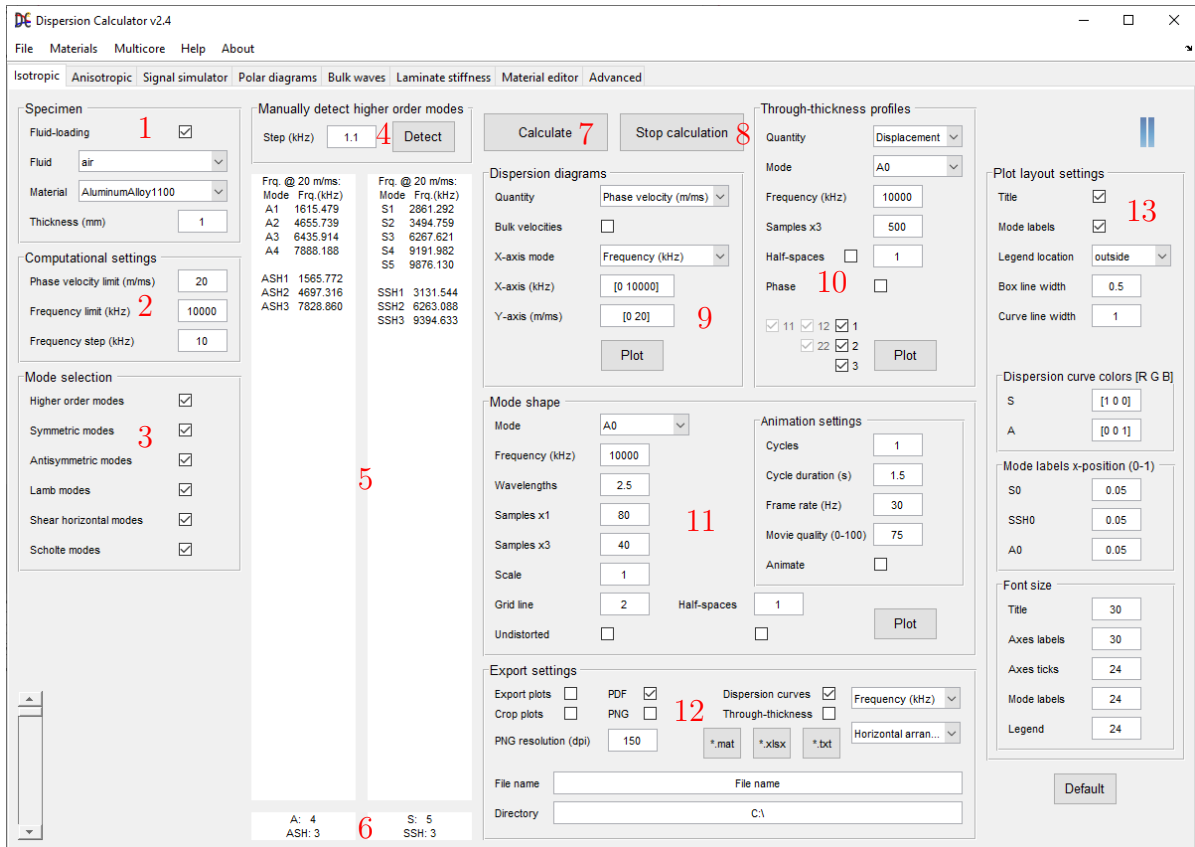 Dispersion Calculator v2.4
File Materials Multicore Help About
Isotropic Anisotropic Signal simulator Polar diagrams Bulk waves Laminate stiffness Material editor Advanced
Specimen
Fluid-loading 1
Fluid air
Material AluminumAlloy1100
Thickness (mm) 1
Computational settings
Phase velocity limit (m/ms) 20
Frequency limit (kHz) 2 10000
Frequency step (kHz) 10
Mode selection
Higher order modes
Symmetric modes
3
Antisymmetric modes
Lamb modes
Shear horizontal modes
Scholte modes
Manually detect higher order modes
Step (kHz) 1.1 4 Detect
Frq. @ 20 m/ms:
Mode Frq.(kHz)
A1 1615.479
A2 4655.739
A3 6435.914
A4 7888.188
ASH1 1565.772
ASH2 4697.316
ASH3 7828.860
Frq. @ 20 m/ms:
Mode Frq.(kHz)
S1 2861.292
S2 3494.759
S3 6267.621
S4 9191.982
S5 9876.130
SSH1 3131.544
SSH2 6263.088
SSH3 9394.633
5
A: 4
ASH: 3
6
S: 5
SSH: 3
Calculate 7 Stop calculation 8
Dispersion diagrams
Quantity Phase velocity (m/ms)
Bulk velocities
X-axis mode Frequency (kHz)
X-axis (kHz) [0 10000]
Y-axis (m/ms) [0 20] 9
Plot
Through-thickness profiles
Quantity Displacement
Mode A0
Frequency (kHz) 10000
Samples x3 500
Half-spaces 1
Phase 10
11 12 1
22 2
3
Plot
Mode shape
Mode A0
Frequency (kHz) 10000
Wavelengths 2.5
Samples x1 80
11
Samples x3 40
Scale 1
Grid line 2 Half-spaces 1
Undistorted
Animation settings
Cycles 1
Cycle duration (s) 1.5
Frame rate (Hz) 30
Movie quality (0-100) 75
Animate
Plot
Export settings
Export plots PDF Dispersion curves Frequency (kHz)
Crop plots PNG 12 Through-thickness
PNG resolution (dpi) 150 *.mat *.xlsx *.txt Horizontal arran...
File name File name
Directory C:\
Plot layout settings
Title
13
Mode labels
Legend location outside
Box line width 0.5
Curve line width 1
Dispersion curve colors [R G B]
S [1 0 0]
A [0 0 1]
Mode labels x-position (0-1)
S0 0.05
SSH0 0.05
A0 0.05
Font size
Title 30
Axes labels 30
Axes ticks 24
Mode labels 24
Legend 24
Default